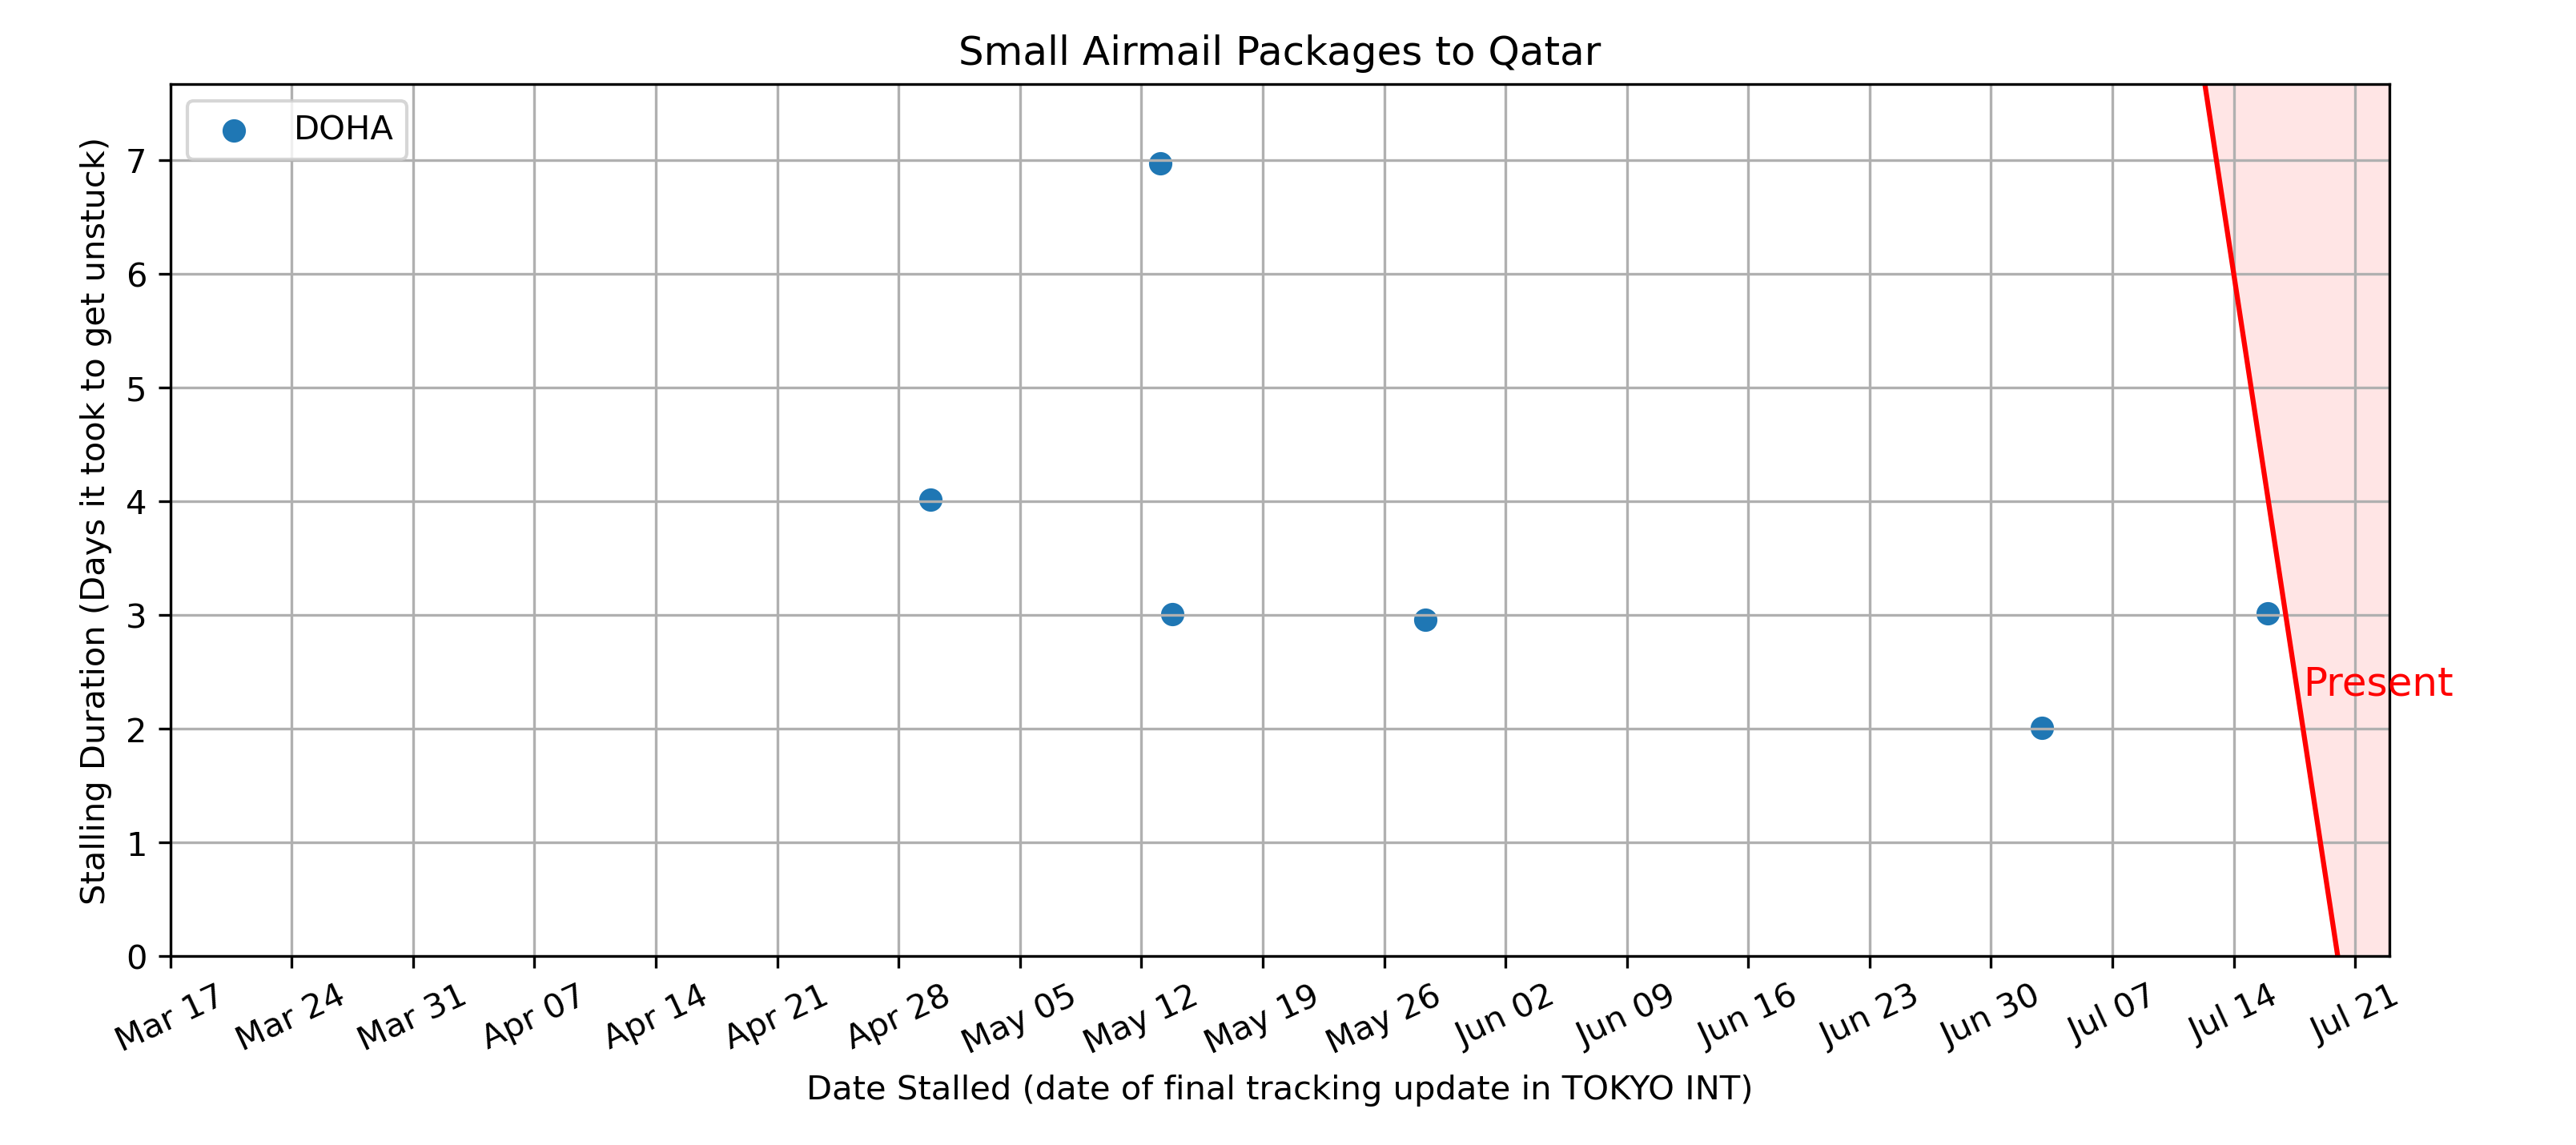 Small Airmail Packages to Qatar
DOHA
Stalling Duration (Days it took to get unstuck)
7
6
5
4
3
2
1
0
Present
Mar 17
Mar 24
Mar 31
Apr 07
Apr 14
Apr 21
Apr 28
May 05
May 12
May 19
May 26
Jun 02
Jun 09
Jun 16
Jun 23
Jun 30
Jul 07
Jul 14
Jul 21
Date Stalled (date of final tracking update in TOKYO INT)